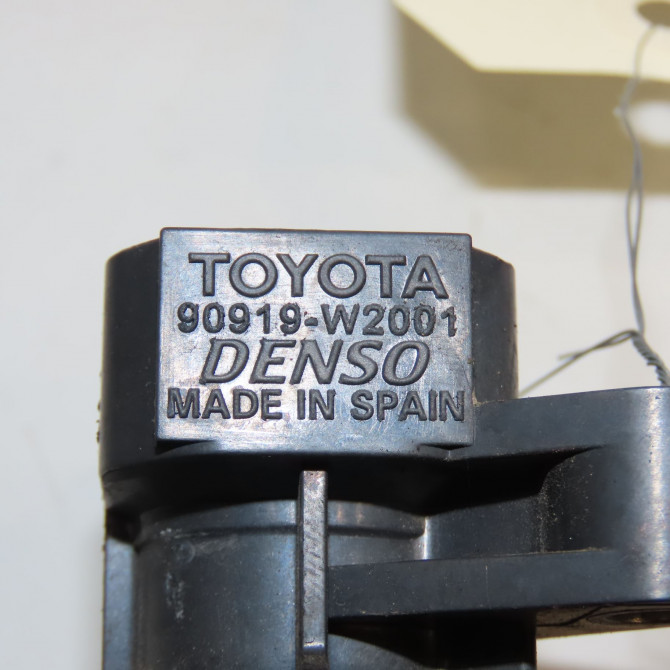 TOYOTA
90919-W2001
DENSO
MADE IN SPAIN